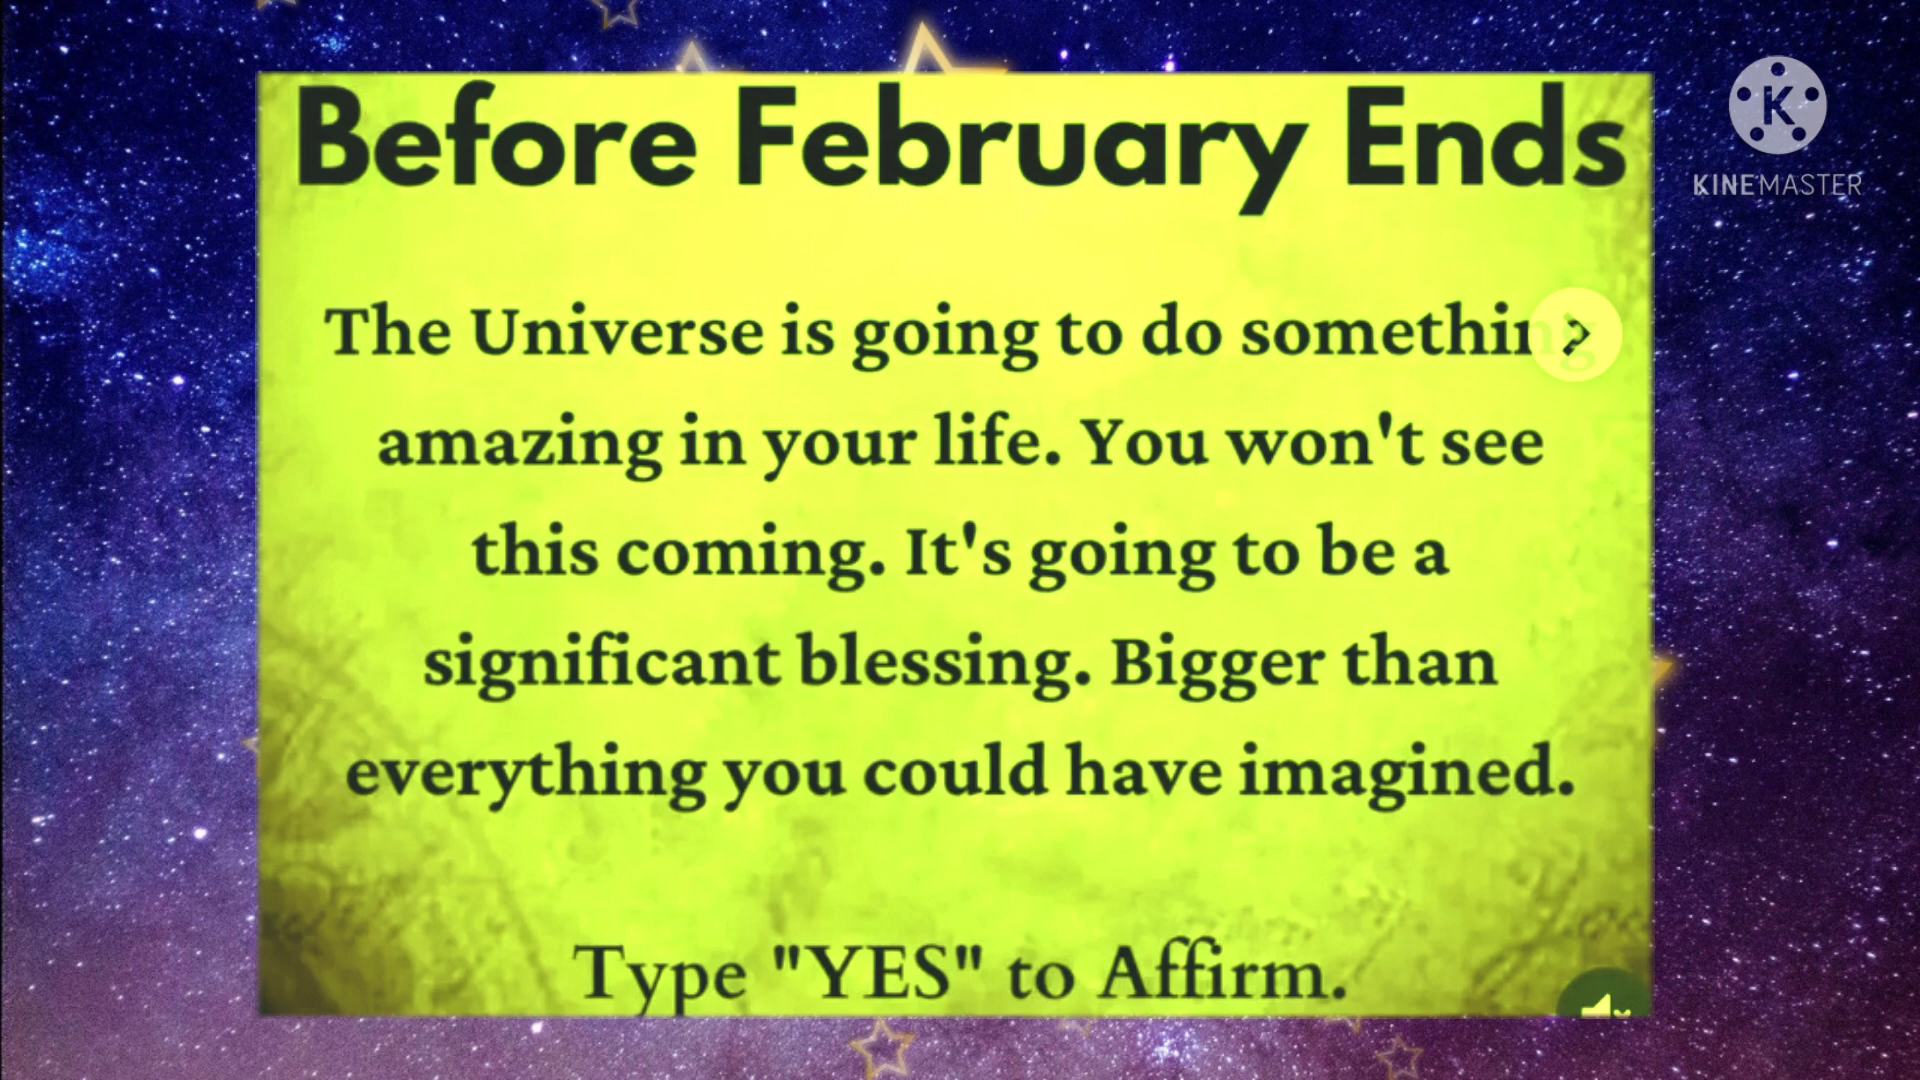 Before February Ends
The Universe is going to do something
amazing in your life. You won't see
this coming. It's going to be a
significant blessing. Bigger than
everything you could have imagined.
Type "YES" to Affirm.
K
KINEMASTER